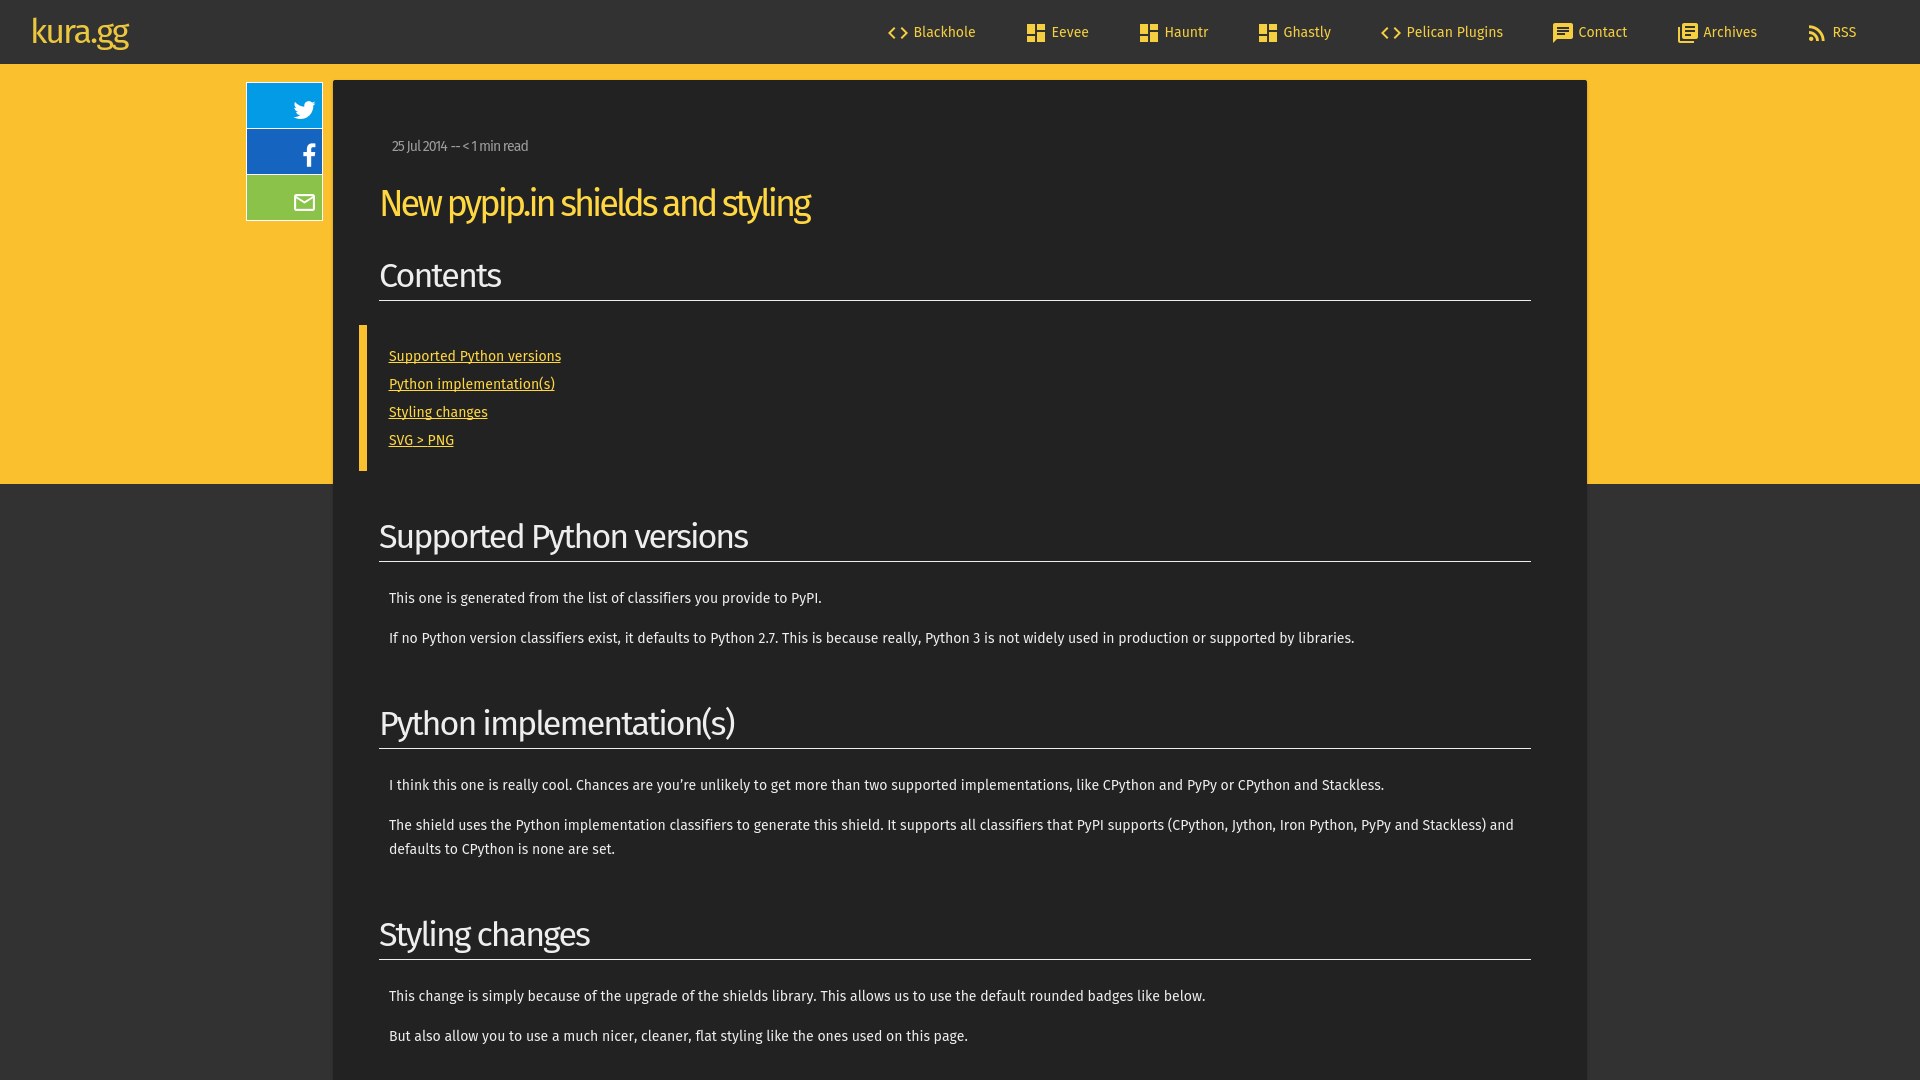 kura.gg
Blackhole
Eevee
Hauntr
Ghastly
Pelican Plugins
Contact
Archives
RSS
25 Jul 2014 -- < 1 min read
New pypip.in shields and styling
Contents
Supported Python versions
Python implementation(s)
Styling changes
SVG > PNG
Supported Python versions
This one is generated from the list of classifiers you provide to PyPI.
If no Python version classifiers exist, it defaults to Python 2.7. This is because really, Python 3 is not widely used in production or supported by libraries.
Python implementation(s)
I think this one is really cool. Chances are you’re unlikely to get more than two supported implementations, like CPython and PyPy or CPython and Stackless.
The shield uses the Python implementation classifiers to generate this shield. It supports all classifiers that PyPI supports (CPython, Jython, Iron Python, PyPy and Stackless) and
defaults to CPython is none are set.
Styling changes
This change is simply because of the upgrade of the shields library. This allows us to use the default rounded badges like below.
But also allow you to use a much nicer, cleaner, flat styling like the ones used on this page.